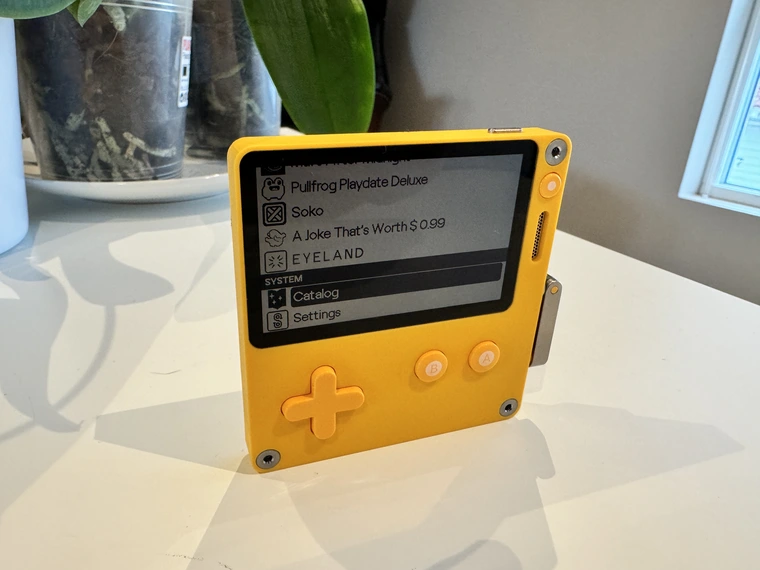 Pullfrog Playdate Deluxe
Soko
A Joke That's Worth $ 0.99
EYELAND
SYSTEM
Catalog
Settings
B
A